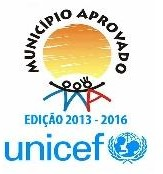 MUNICÍPIO APROVADO
EDIÇÃO 2013 - 2016
unicef